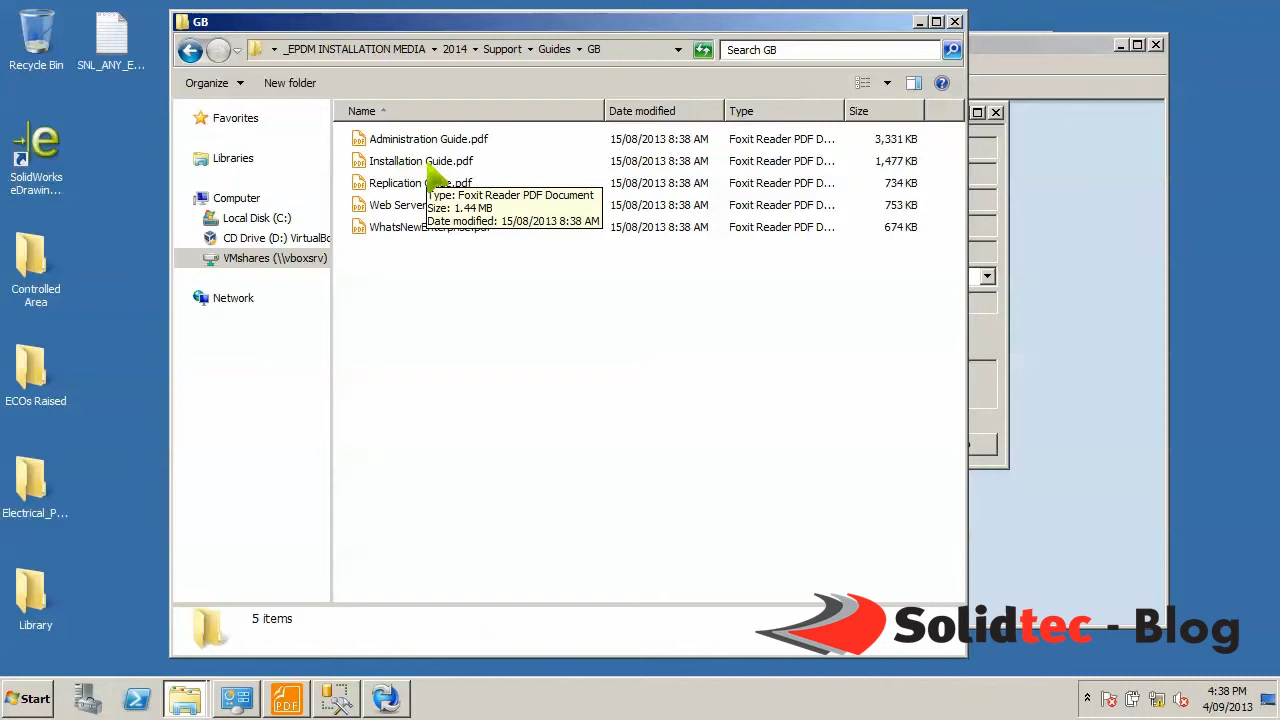 GB
_EPDM INSTALLATION MEDIA 2014 Support Guides GB
Search GB
Organize New folder
Name Date modified Type Size
Favorites
Libraries
Computer
Local Disk (C:)
CD Drive (D:) VirtualBo
VMshares (\\vboxsrv)
Network
Administration Guide.pdf 15/08/2013 8:38 AM Foxit Reader PDF D... 3,331 KB
Installation Guide.pdf 15/08/2013 8:38 AM Foxit Reader PDF D... 1,477 KB
Replication .pdf 15/08/2013 8:38 AM Foxit Reader PDF D... 734 KB
Web Server 15/08/2013 8:38 AM Foxit Reader PDF D... 753 KB
WhatsNewEnterprise.pdf 15/08/2013 8:38 AM Foxit Reader PDF D... 674 KB
Type: Foxit Reader PDF Document
Size: 1.44 MB
Date modified: 15/08/2013 8:38 AM
5 items
Recycle Bin
SNL_ANY_E...
SolidWorks
eDrawin...
Controlled
Area
ECOs Raised
Electrical_P...
Library
Solidtec - Blog
Start
PDF
4:38 PM
4/09/2013